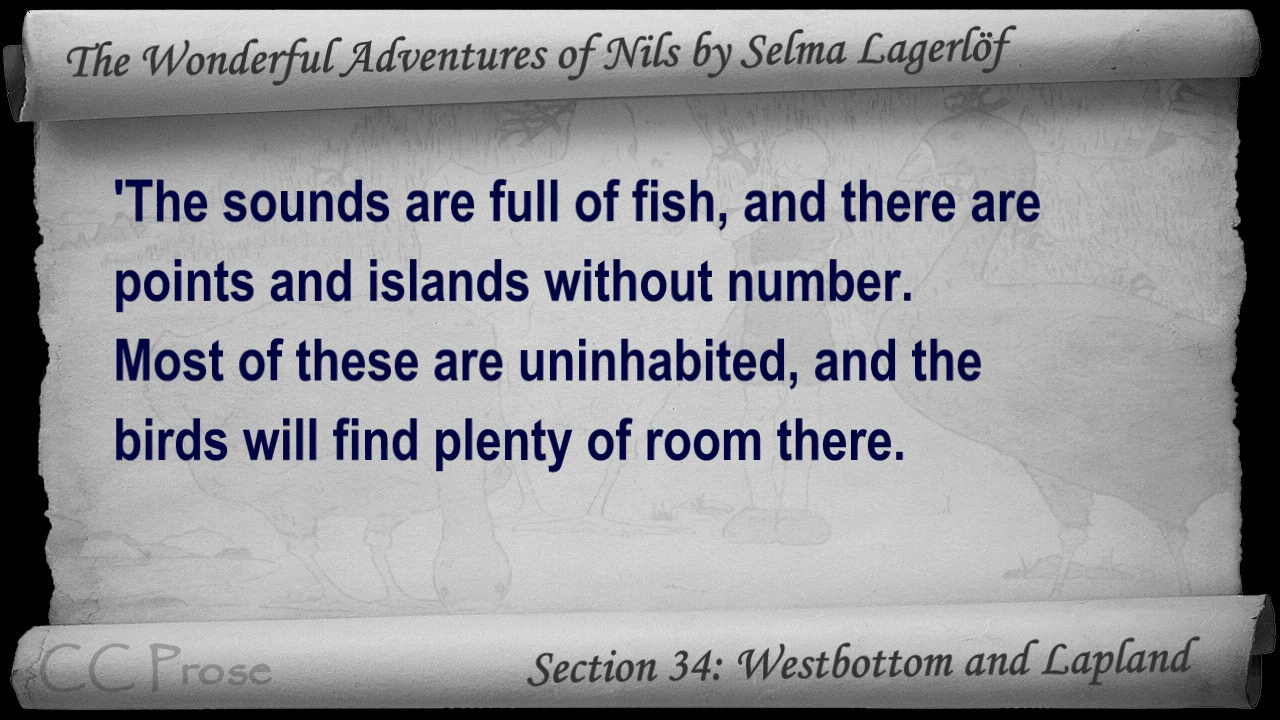 The Wonderful Adventures of Nils by Selma Lagerlöf
'The sounds are full of fish, and there are
points and islands without number.
Most of these are uninhabited, and the
birds will find plenty of room there.
CC Prose
Section 34: Westbottom and Lapland